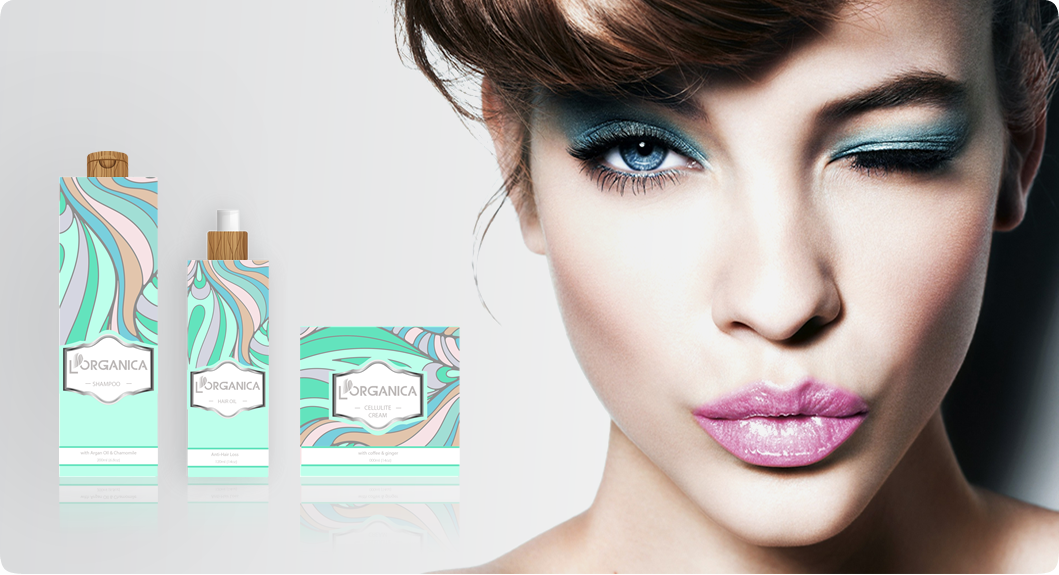 L'ORGANICA
SHAMPOO
with Argan Oil & Chamomile
L'ORGANICA
HAIR OIL
Anti Hair Loss
L'ORGANICA
CELLULITE
CREAM
with coffee & ginger